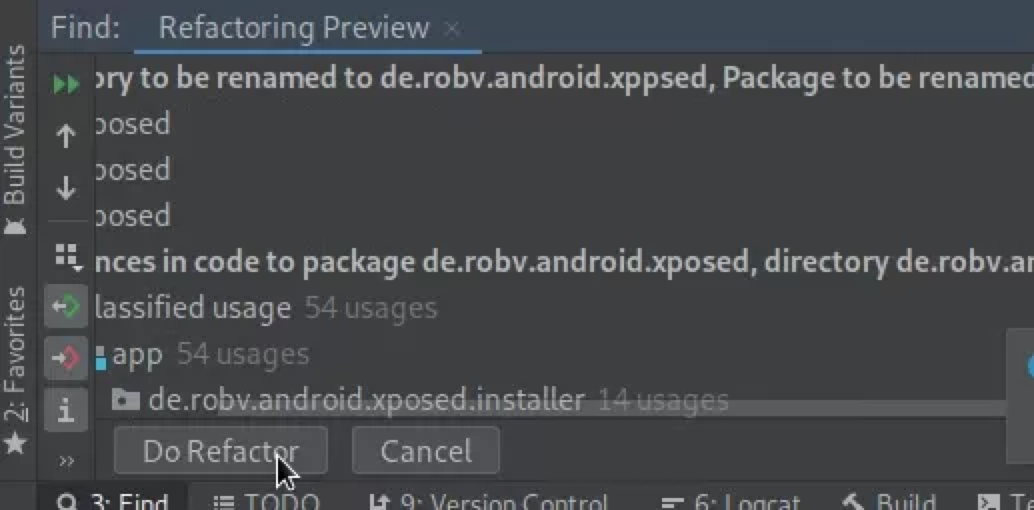 Find: Refactoring Preview
ory to be renamed to de.robv.android.xppsed, Package to be renamed
posed
posed
posed
nces in code to package de.robv.android.xposed, directory de.robv.an
lassified usage 54 usages
app 54 usages
de.robv.android.xposed.installer 14 usages
Do Refactor Cancel
3: Find TODO 9: Version Control 6: Logcat Build Te
Build Variants
2: Favorites